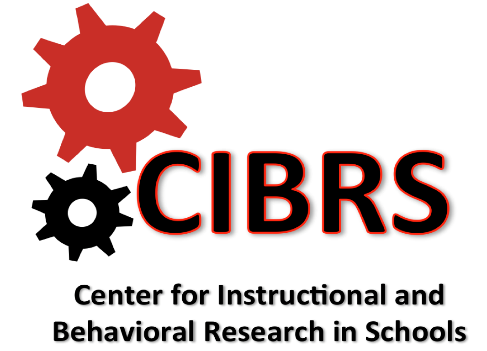 CIBRS
Center for Instructional and
Behavioral Research in Schools